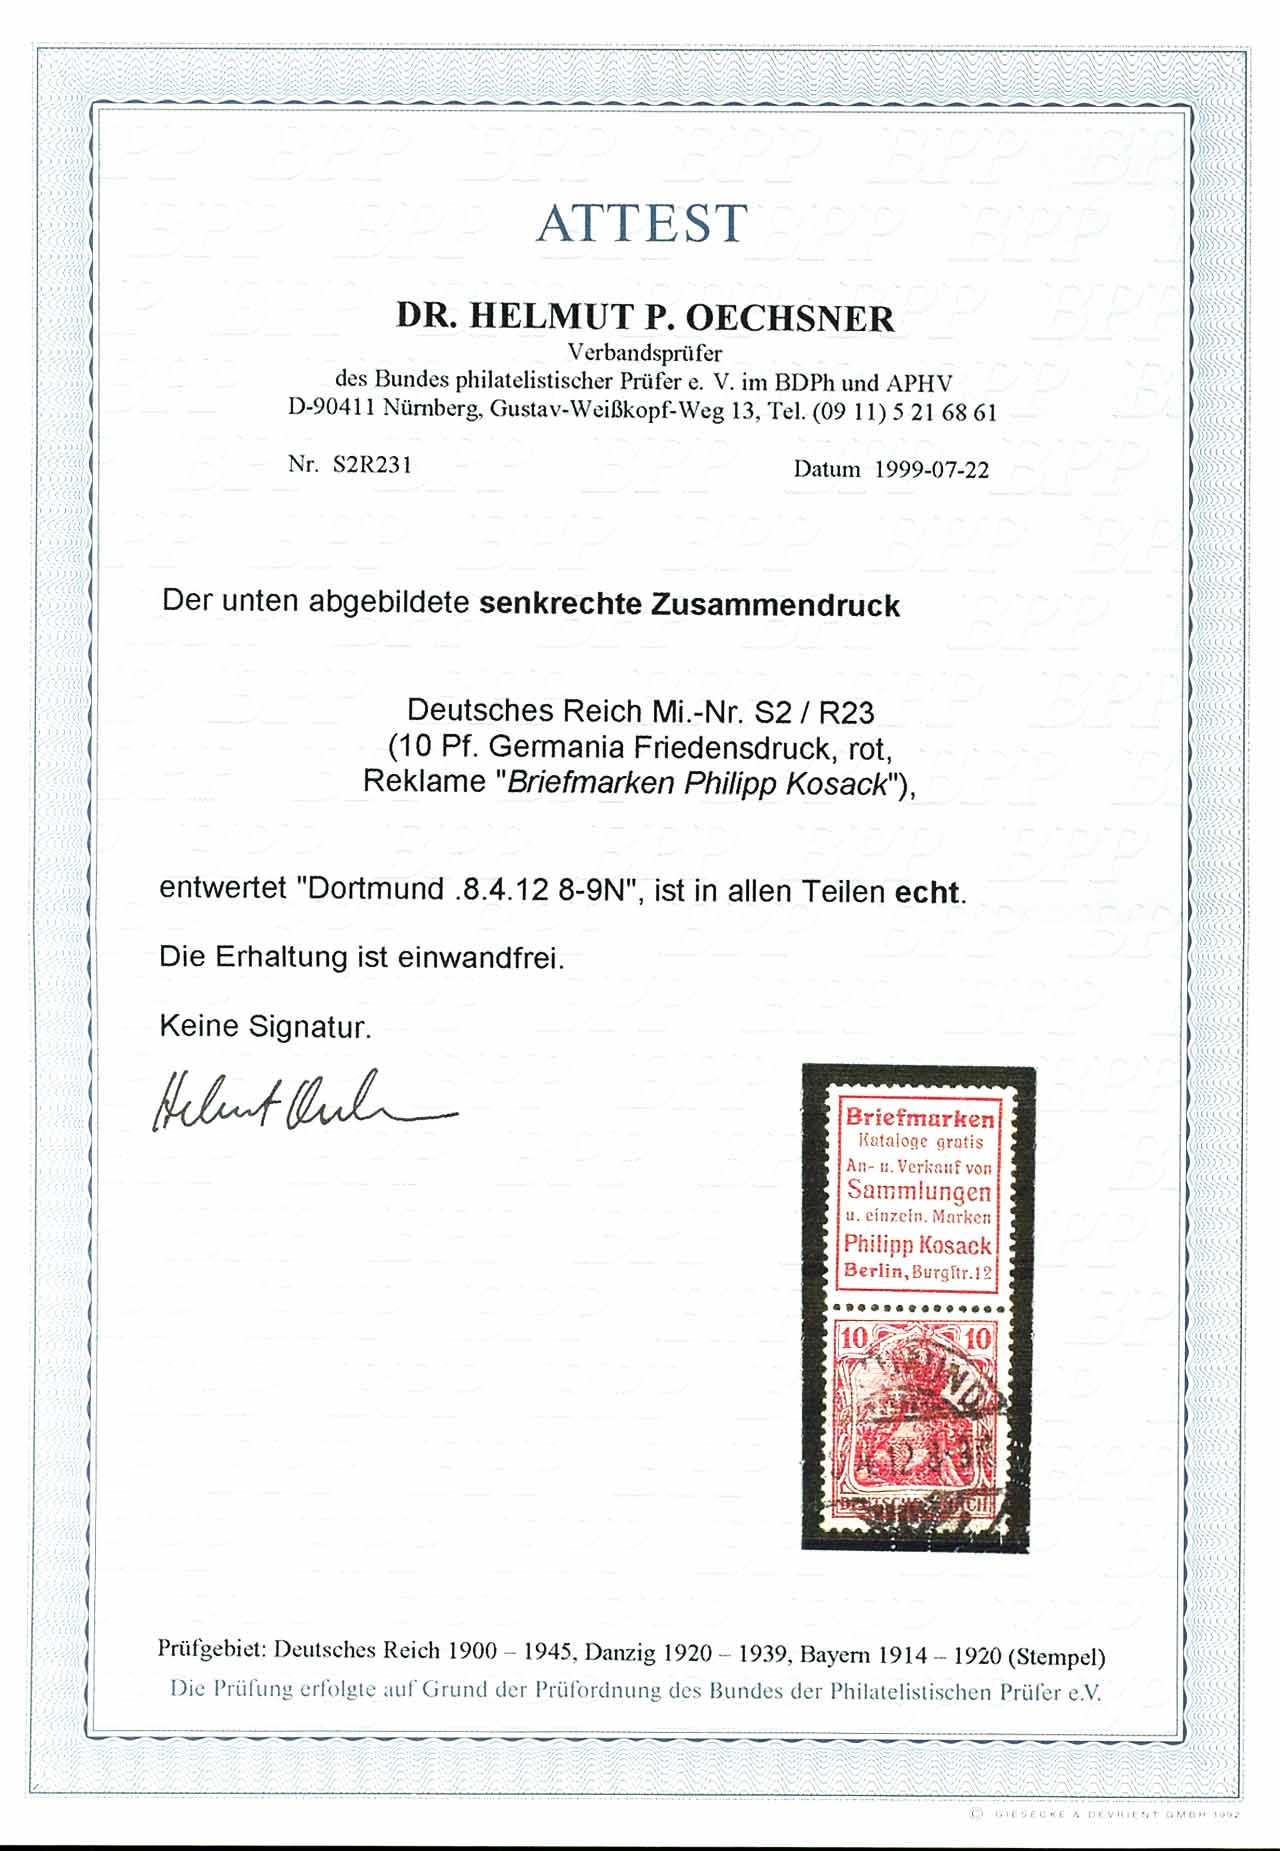 ATTEST
DR. HELMUT P. OECHSNER
Verbandsprüfer
des Bundes philatelistischer Prüfer e. V. im BDPh und APHV
D-90411 Nürnberg, Gustav-Weißkopf-Weg 13, Tel. (09 11) 5 21 68 61
Nr. S2R231 Datum 1999-07-22
Der unten abgebildete senkrechte Zusammendruck
Deutsches Reich Mi.-Nr. S2 / R23
(10 Pf. Germania Friedensdruck, rot,
Reklame "Briefmarken Philipp Kosack"),
entwertet "Dortmund .8.4.12 8-9N", ist in allen Teilen echt.
Die Erhaltung ist einwandfrei.
Keine Signatur.
Helmut Oechsner
Briefmarken
Kataloge gratis
An- u. Verkauf von
Sammlungen
u. einzeln. Marken
Philipp Kosack
Berlin, Burgstr. 12
10 10
DEUTSCHES REICH
Prüfgebiet: Deutsches Reich 1900 – 1945, Danzig 1920 – 1939, Bayern 1914 – 1920 (Stempel)
Die Prüfung erfolgte auf Grund der Prüfordnung des Bundes der Philatelistischen Prüfer e.V.
© GIESECKE & DEVRIENT GMBH 1992